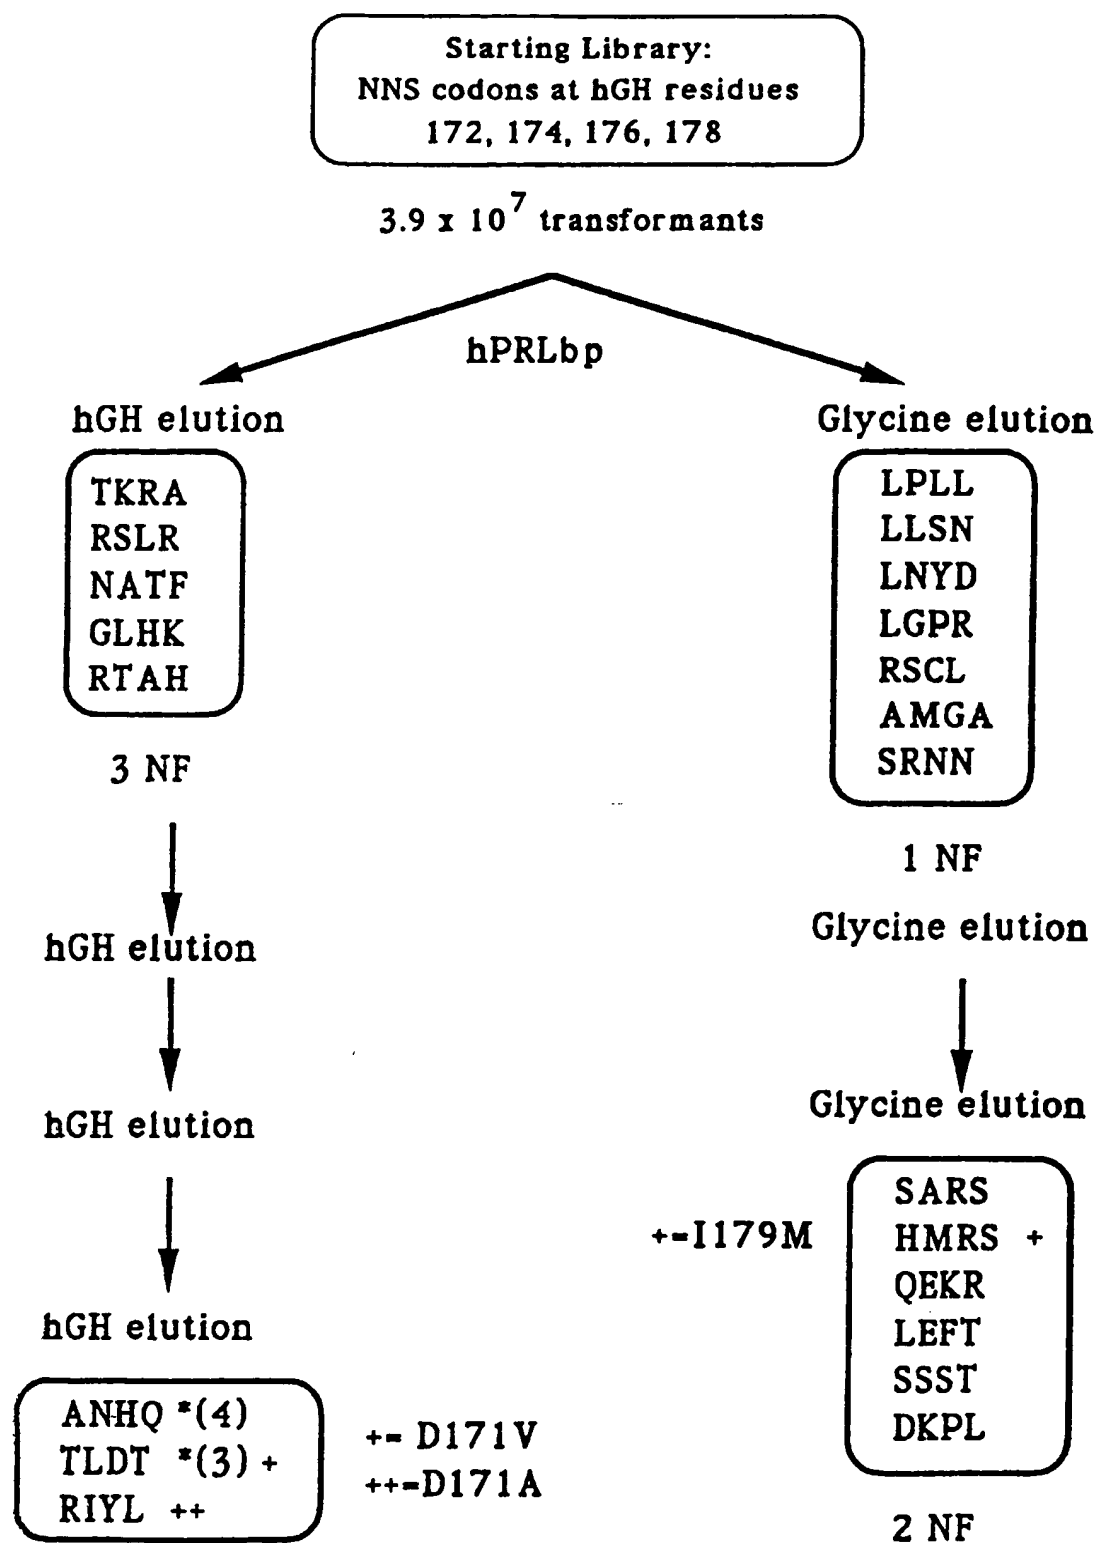 Starting Library:
NNS codons at hGH residues
172, 174, 176, 178
3.9 x 10^7 transformants
hPRLbp
hGH elution
TKRA
RSLR
NATF
GLHK
RTAH
3 NF
hGH elution
hGH elution
hGH elution
ANHQ *(4)
TLDT *(3) +
RIYL ++
+= D171V
++=D171A
Glycine elution
LPLL
LLSN
LNYD
LGPR
RSCL
AMGA
SRNN
1 NF
Glycine elution
Glycine elution
+=I179M
SARS
HMRS +
QEKR
LEFT
SSST
DKPL
2 NF